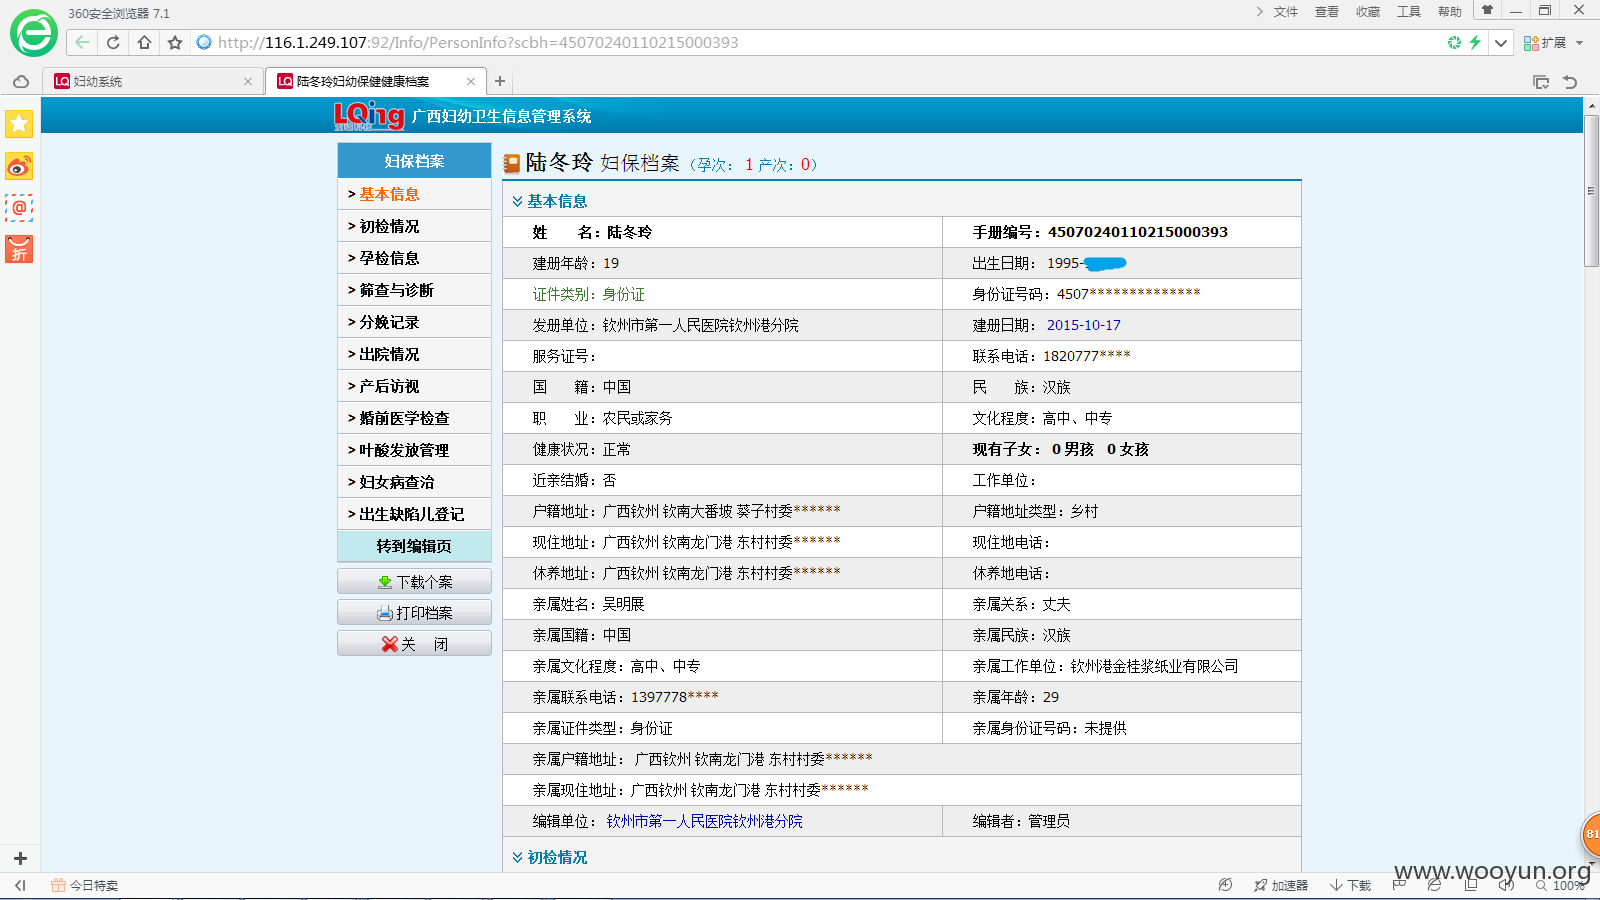 360安全浏览器 7.1
文件 查看 收藏 工具 帮助
http://116.1.249.107:92/Info/PersonInfo?scbh=45070240110215000393
扩展
LQ 妇幼系统
LQ 陆冬玲妇幼保健健康档案
LQing 广西妇幼卫生信息管理系统
妇保档案
> 基本信息
> 初检情况
> 孕检信息
> 筛查与诊断
> 分娩记录
> 出院情况
> 产后访视
> 婚前医学检查
> 叶酸发放管理
> 妇女病查治
> 出生缺陷儿登记
转到编辑页
下载个案
打印档案
关 闭
陆冬玲 妇保档案 (孕次: 1 产次: 0)
基本信息
姓 名: 陆冬玲 手册编号: 45070240110215000393
建册年龄: 19 出生日期: 1995-
证件类别: 身份证 身份证号码: 4507**************
发册单位: 钦州市第一人民医院钦州港分院 建册日期: 2015-10-17
服务证号: 联系电话: 1820777****
国 籍: 中国 民 族: 汉族
职 业: 农民或家务 文化程度: 高中、中专
健康状况: 正常 现有子女: 0 男孩 0 女孩
近亲结婚: 否 工作单位:
户籍地址: 广西钦州 钦南大番坡 葵子村委****** 户籍地址类型: 乡村
现住地址: 广西钦州 钦南龙门港 东村村委****** 现住地电话:
休养地址: 广西钦州 钦南龙门港 东村村委****** 休养地电话:
亲属姓名: 吴明展 亲属关系: 丈夫
亲属国籍: 中国 亲属民族: 汉族
亲属文化程度: 高中、中专 亲属工作单位: 钦州港金桂浆纸业有限公司
亲属联系电话: 1397778**** 亲属年龄: 29
亲属证件类型: 身份证 亲属身份证号码: 未提供
亲属户籍地址: 广西钦州 钦南龙门港 东村村委******
亲属现住地址: 广西钦州 钦南龙门港 东村村委******
编辑单位: 钦州市第一人民医院钦州港分院 编辑者: 管理员
初检情况
折
81
www.wooyun.org
今日特卖
加速器 下载 100%